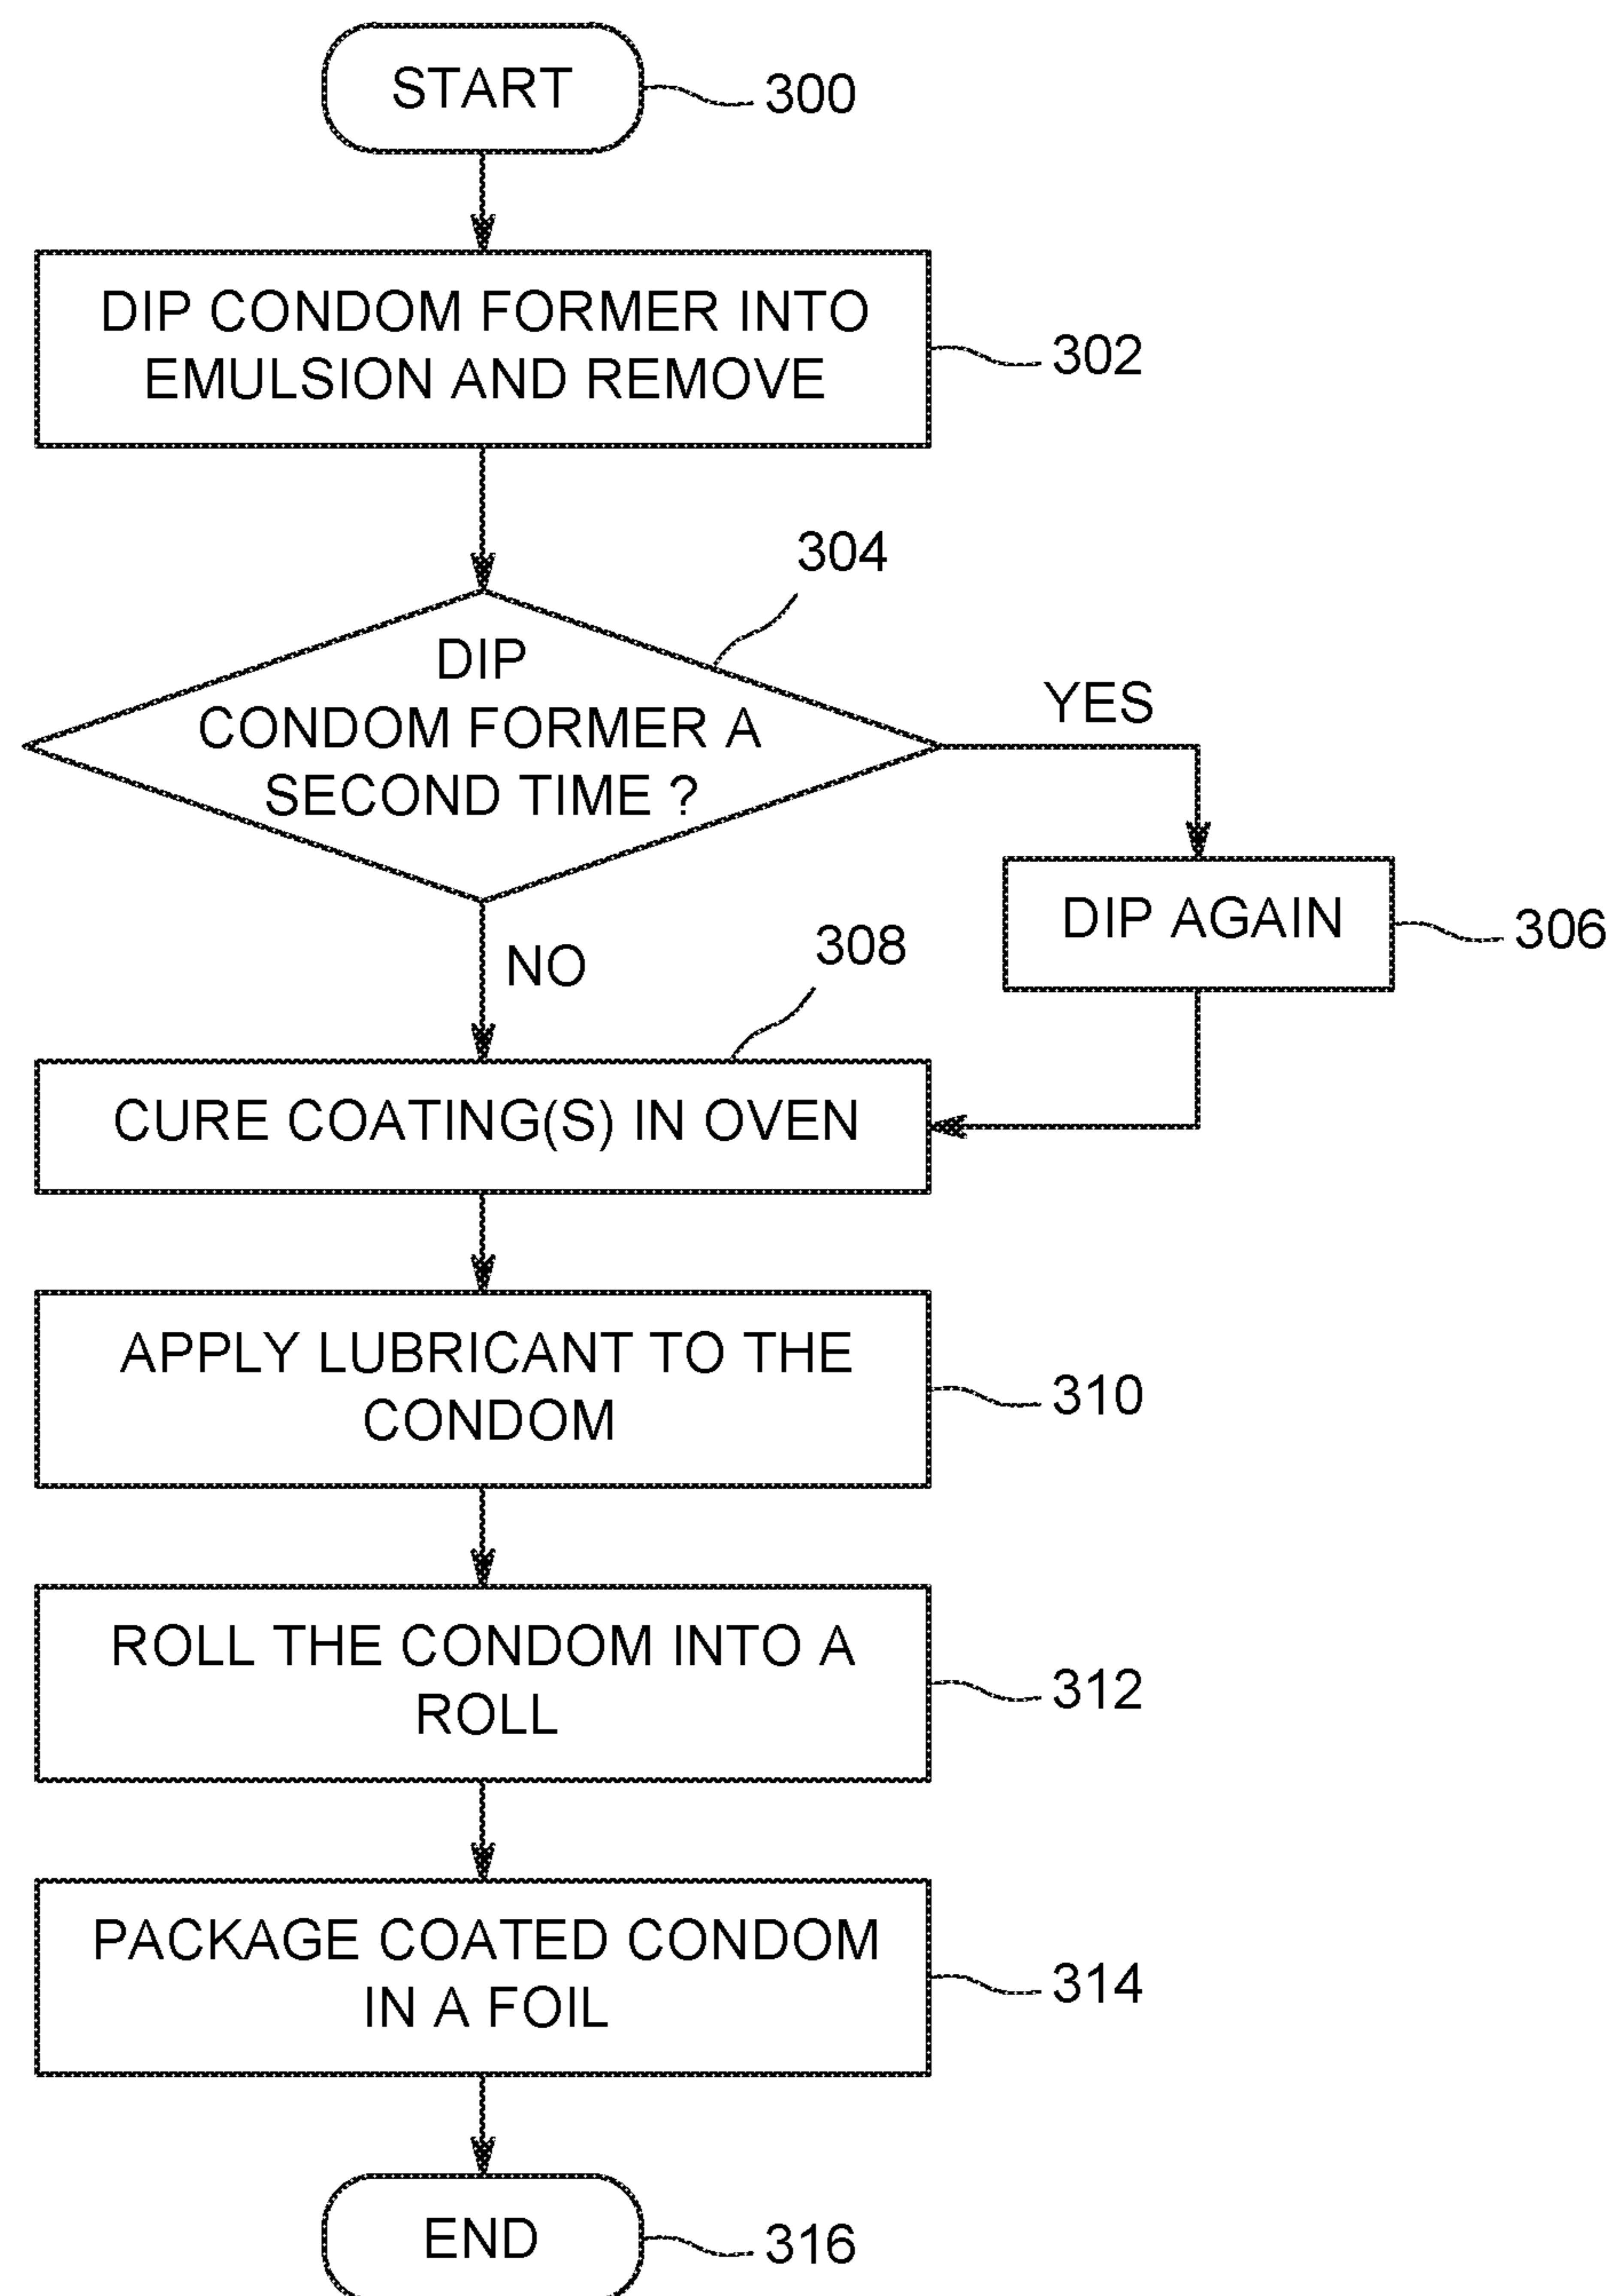 START
300
DIP CONDOM FORMER INTO
EMULSION AND REMOVE
302
304
DIP
CONDOM FORMER A
SECOND TIME ?
YES
DIP AGAIN
306
NO
308
CURE COATING(S) IN OVEN
APPLY LUBRICANT TO THE
CONDOM
310
ROLL THE CONDOM INTO A
ROLL
312
PACKAGE COATED CONDOM
IN A FOIL
314
END
316